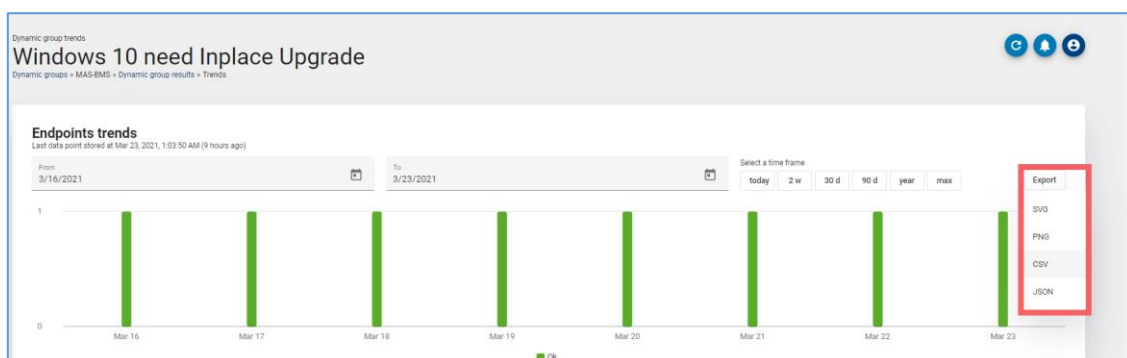 Dynamic group trends
Windows 10 need Inplace Upgrade
Dynamic groups » MAS-BMS » Dynamic group results » Trends
Endpoints trends
Last data point stored at Mar 23, 2021, 1:03:50 AM (9 hours ago)
From
3/16/2021
To
3/23/2021
Select a time frame
today 2 w 30 d 90 d year max
Export
SVG
PNG
CSV
JSON
1
0
Mar 16 Mar 17 Mar 18 Mar 19 Mar 20 Mar 21 Mar 22 Mar 23
Ok